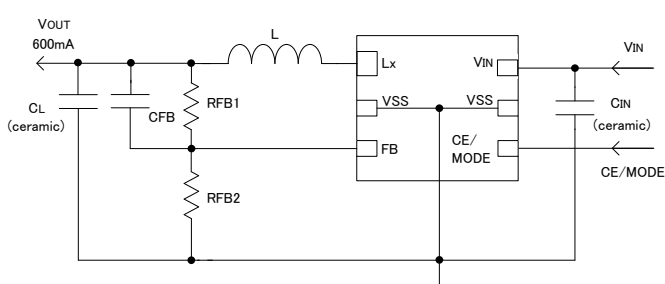 VOUT
600mA
L
Lx
VIN
VIN
CL
(ceramic)
CFB
RFB1
VSS
VSS
CIN
(ceramic)
FB
CE/
MODE
CE/MODE
RFB2